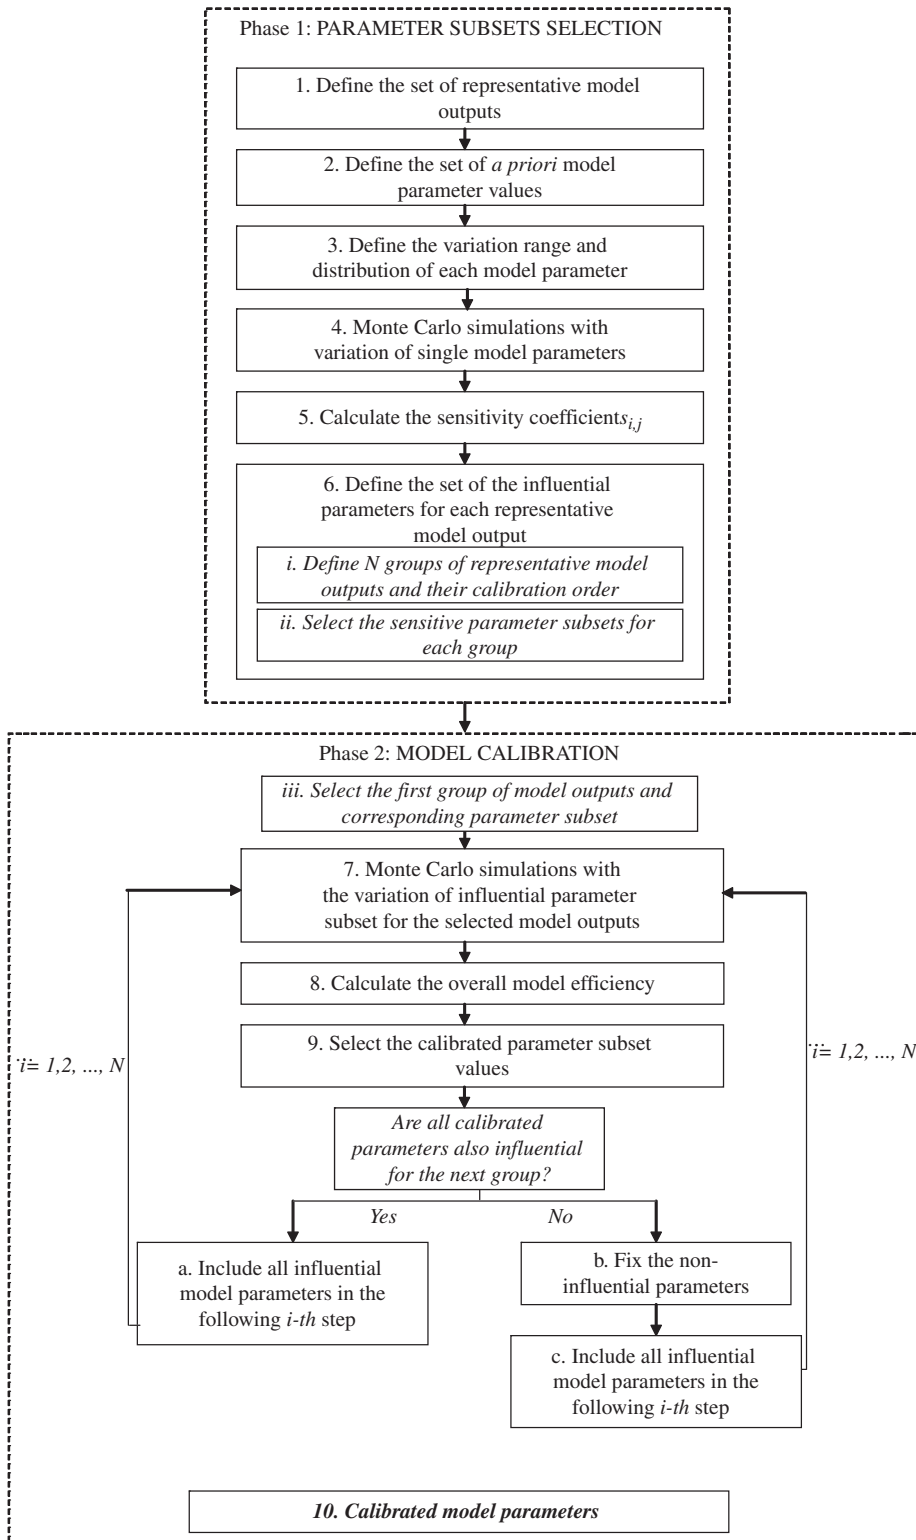 Phase 1: PARAMETER SUBSETS SELECTION
1. Define the set of representative model
outputs
2. Define the set of a priori model
parameter values
3. Define the variation range and
distribution of each model parameter
4. Monte Carlo simulations with
variation of single model parameters
5. Calculate the sensitivity coefficients_{i,j}
6. Define the set of the influential
parameters for each representative
model output
i. Define N groups of representative model
outputs and their calibration order
ii. Select the sensitive parameter subsets for
each group
Phase 2: MODEL CALIBRATION
iii. Select the first group of model outputs and
corresponding parameter subset
7. Monte Carlo simulations with
the variation of influential parameter
subset for the selected model outputs
8. Calculate the overall model efficiency
9. Select the calibrated parameter subset
values
i= 1,2, ..., N
i= 1,2, ..., N
Are all calibrated
parameters also influential
for the next group?
Yes
No
a. Include all influential
model parameters in the
following i-th step
b. Fix the non-
influential parameters
c. Include all influential
model parameters in the
following i-th step
10. Calibrated model parameters